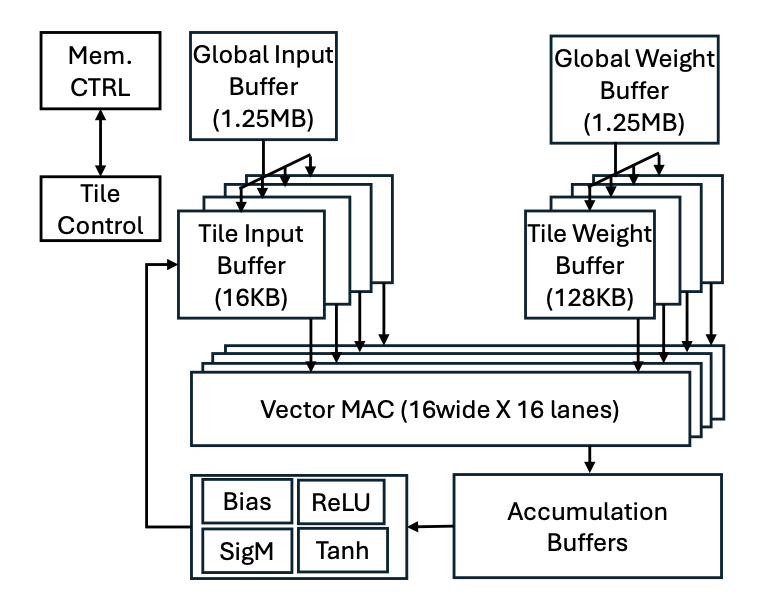 Mem.
CTRL
Global Input
Buffer
(1.25MB)
Global Weight
Buffer
(1.25MB)
Tile
Control
Tile Input
Buffer
(16KB)
Tile Weight
Buffer
(128KB)
Vector MAC (16wide X 16 lanes)
Bias
ReLU
SigM
Tanh
Accumulation
Buffers